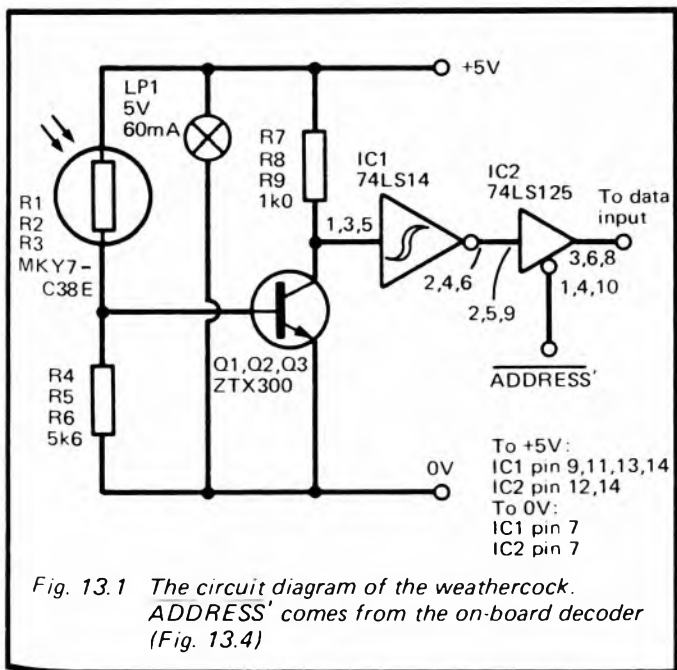 +5V
LP1
5V
60mA
R7
R8
R9
1k0
IC1
74LS14
IC2
74LS125
To data
input
R1
R2
R3
MKY7-
C38E
1,3,5
2,4,6
2,5,9
3,6,8
1,4,10
Q1,Q2,Q3
ZTX300
ADDRESS'
R4
R5
R6
5k6
0V
To +5V:
IC1 pin 9,11,13,14
IC2 pin 12,14
To 0V:
IC1 pin 7
IC2 pin 7
Fig. 13.1 The circuit diagram of the weathercock.
ADDRESS' comes from the on-board decoder
(Fig. 13.4)